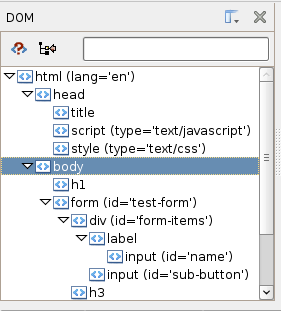 DOM
html (lang='en')
head
title
script (type='text/javascript')
style (type='text/css')
body
h1
form (id='test-form')
div (id='form-items')
label
input (id='name')
input (id='sub-button')
h3